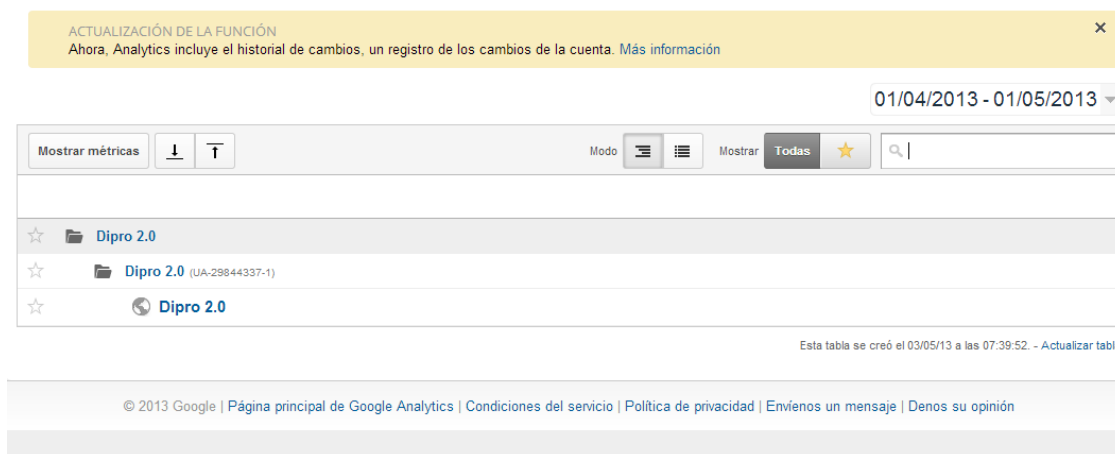 ACTUALIZACIÓN DE LA FUNCIÓN
Ahora, Analytics incluye el historial de cambios, un registro de los cambios de la cuenta. Más información
01/04/2013 - 01/05/2013
Mostrar métricas Modo Mostrar Todas
Dipro 2.0
Dipro 2.0 (UA-29844337-1)
Dipro 2.0
Esta tabla se creó el 03/05/13 a las 07:39:52. - Actualizar tabl
© 2013 Google | Página principal de Google Analytics | Condiciones del servicio | Política de privacidad | Envíenos un mensaje | Denos su opinión